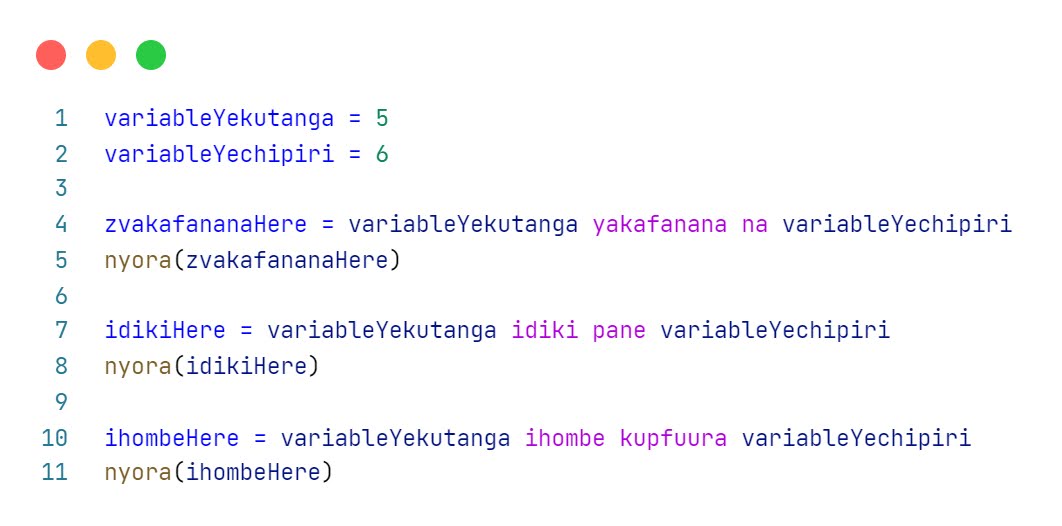 1 variableYekutanga = 5
2 variableYechipiri = 6
3
4 zvakafananaHere = variableYekutanga yakafanana na variableYechipiri
5 nyora(zvakafananaHere)
6
7 idikiHere = variableYekutanga idiki pane variableYechipiri
8 nyora(idikiHere)
9
10 ihombeHere = variableYekutanga ihombe kupfuura variableYechipiri
11 nyora(ihombeHere)